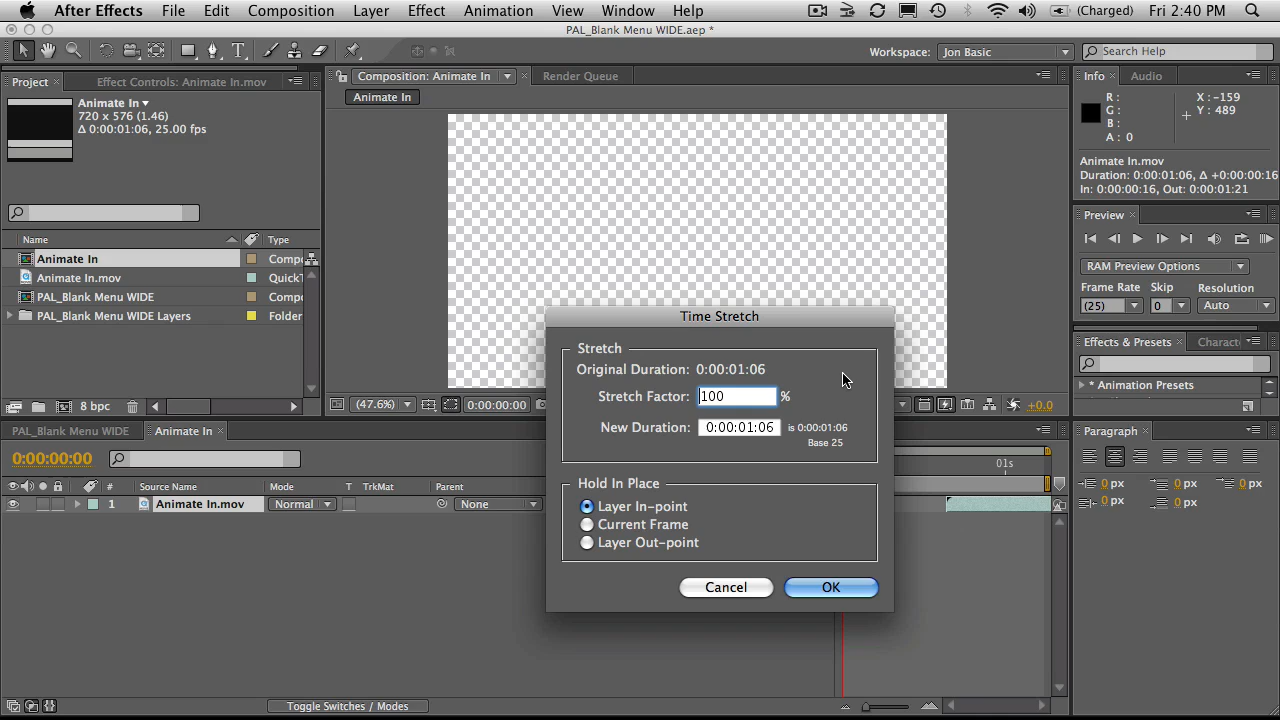 After Effects File Edit Composition Layer Effect Animation View Window Help (Charged) Fri 2:40 PM
PAL_Blank Menu WIDE.aep *
T Workspace: Jon Basic Search Help
Project × Effect Controls: Animate In.mov
Composition: Animate In × Render Queue
Info × Audio
Animate In
Animate In
720 x 576 (1.46)
Δ 0:00:01:06, 25.00 fps
R :
G :
B :
A : 0
X : -159
Y : 489
Animate In.mov
Duration: 0:00:01:06, Δ +0:00:00:16
In: 0:00:00:16, Out: 0:00:01:21
Preview ×
RAM Preview Options
Frame Rate Skip Resolution
(25) 0 Auto
Effects & Presets × Charact
* Animation Presets
Name Type
Animate In Compo
Animate In.mov QuickT
PAL_Blank Menu WIDE Compo
PAL_Blank Menu WIDE Layers Folder
8 bpc
(47.6%) 0:00:00:00 +0.0
Time Stretch
Stretch
Original Duration: 0:00:01:06
Stretch Factor: 100 %
New Duration: 0:00:01:06 is 0:00:01:06
Base 25
Hold In Place
Layer In-point
Current Frame
Layer Out-point
Cancel OK
PAL_Blank Menu WIDE Animate In ×
0:00:00:00
01s
# Source Name Mode T TrkMat Parent
1 Animate In.mov Normal None
Toggle Switches / Modes
Paragraph ×
0 px 0 px 0 px
0 px 0 px